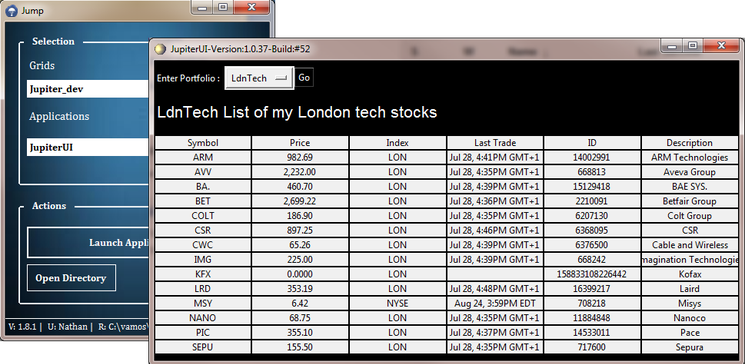 Jump
Selection
Grids
Jupiter_dev
Applications
JupiterUI
Actions
Launch Appli
Open Directory
V: 1.8.1 | U: Nathan | R: C:\vamos\
JupiterUI-Version:1.0.37-Build:#52
Enter Portfolio : LdnTech Go
LdnTech List of my London tech stocks
Symbol Price Index Last Trade ID Description
ARM 982.69 LON Jul 28, 4:41PM GMT+1 14002991 ARM Technologies
AVV 2,232.00 LON Jul 28, 4:35PM GMT+1 668813 Aveva Group
BA. 460.70 LON Jul 28, 4:39PM GMT+1 15129418 BAE SYS.
BET 2,699.22 LON Jul 28, 4:36PM GMT+1 2210091 Betfair Group
COLT 186.90 LON Jul 28, 4:35PM GMT+1 6207130 Colt Group
CSR 897.25 LON Jul 28, 4:46PM GMT+1 6368095 CSR
CWC 65.26 LON Jul 28, 4:39PM GMT+1 6376500 Cable and Wireless
IMG 225.00 LON Jul 28, 4:39PM GMT+1 668242 magination Technologie
KFX 0.0000 LON 158833108226442 Kofax
LRD 353.19 LON Jul 28, 4:48PM GMT+1 16399217 Laird
MSY 6.42 NYSE Aug 24, 3:59PM EDT 708218 Misys
NANO 68.75 LON Jul 28, 4:35PM GMT+1 11884848 Nanoco
PIC 355.10 LON Jul 28, 4:37PM GMT+1 14533011 Pace
SEPU 155.50 LON Jul 28, 4:35PM GMT+1 717600 Sepura